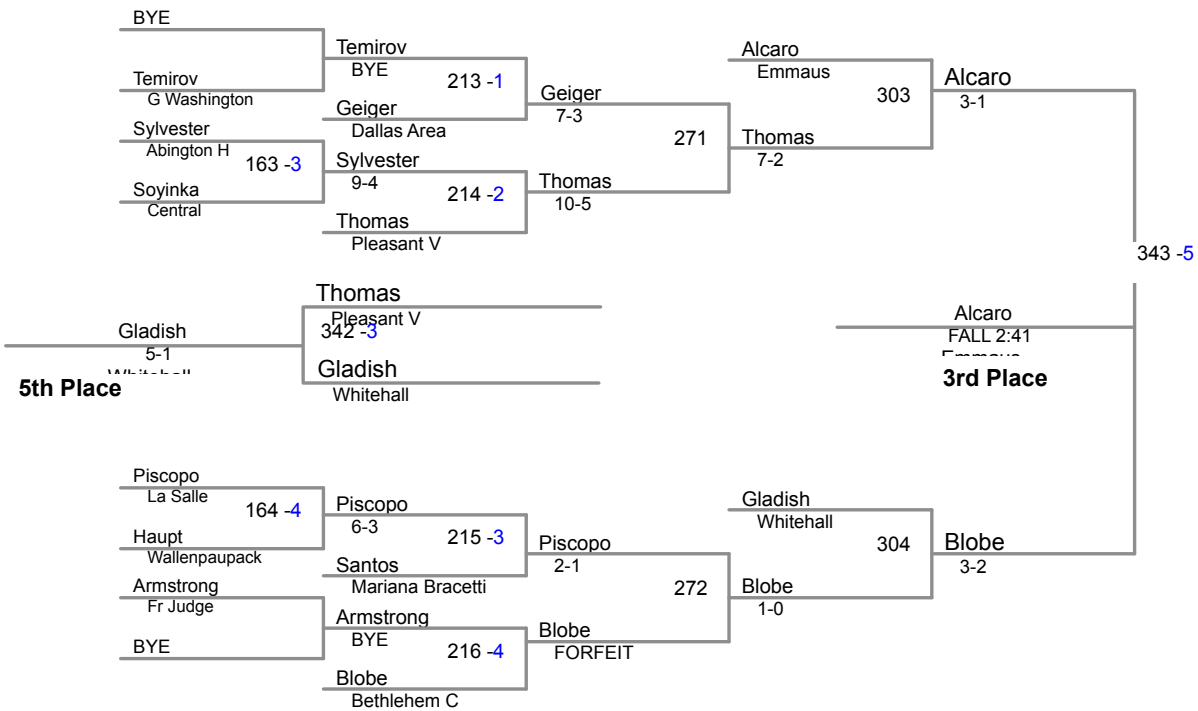 BYE
Temirov
G Washington
Sylvester
Abington H
163 -3
Soyinka
Central
Temirov
BYE
213 -1
Geiger
Dallas Area
Sylvester
9-4
214 -2
Thomas
Pleasant V
Geiger
7-3
271
Thomas
10-5
Alcaro
Emmaus
303
Thomas
7-2
Alcaro
3-1
343 -5
Thomas
Pleasant V
342 -3
Gladish
5-1
Whitehall
5th Place
Gladish
Whitehall
Alcaro
FALL 2:41
Emmaus
3rd Place
Piscopo
La Salle
164 -4
Haupt
Wallenpaupack
Armstrong
Fr Judge
BYE
Piscopo
6-3
215 -3
Santos
Mariana Bracetti
Armstrong
BYE
216 -4
Blobe
Bethlehem C
Piscopo
2-1
272
Blobe
FORFEIT
Gladish
Whitehall
304
Blobe
1-0
Blobe
3-2